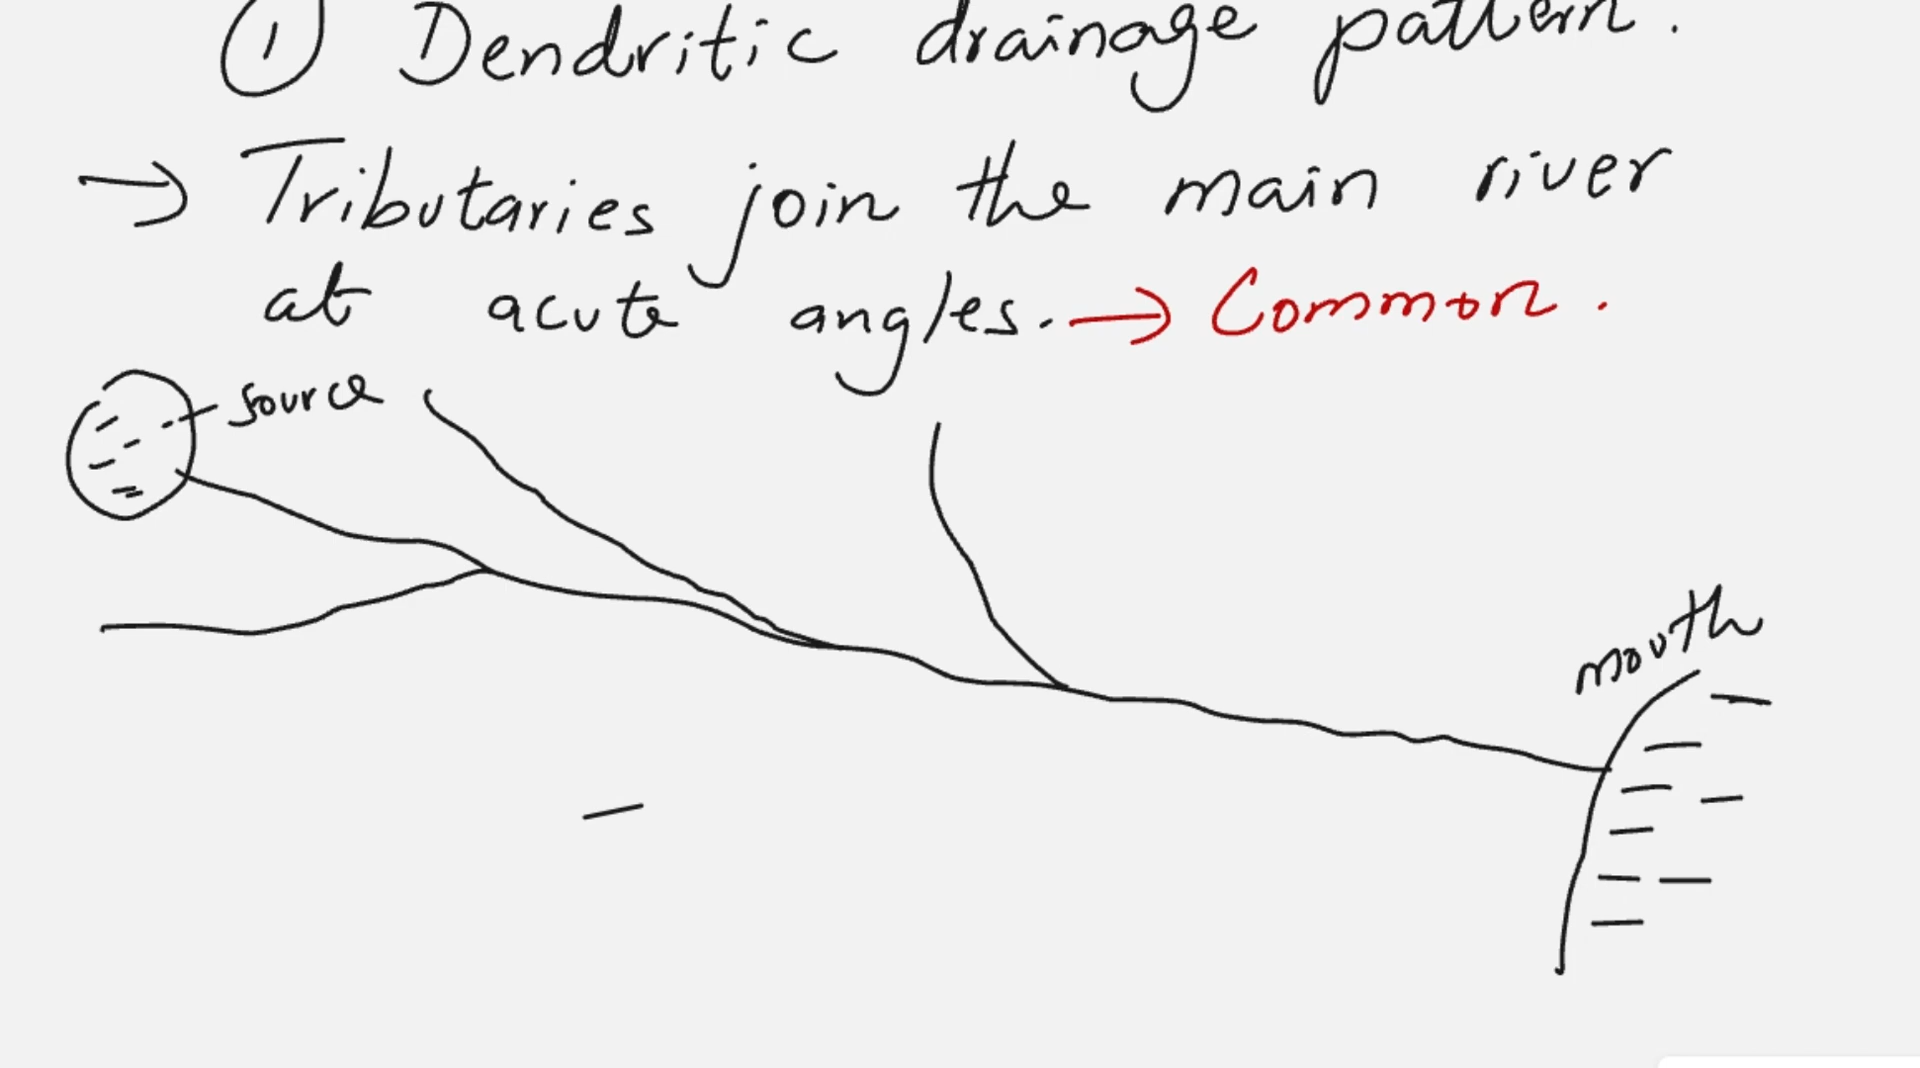 ① Dendritic drainage pattern.
→ Tributaries join the main river
at acute angles. → Common.
source
mouth